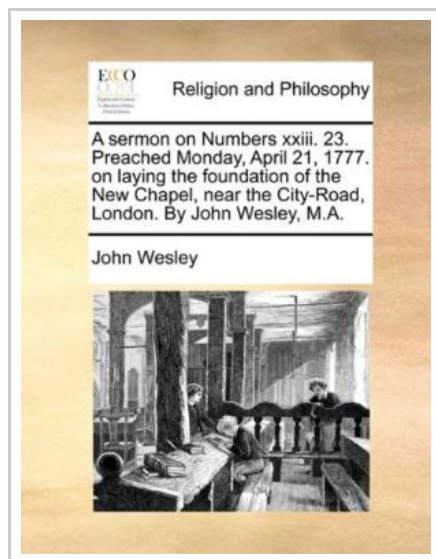 ECCO
Religion and Philosophy
A sermon on Numbers xxiii. 23.
Preached Monday, April 21, 1777.
on laying the foundation of the
New Chapel, near the City-Road,
London. By John Wesley, M.A.
John Wesley